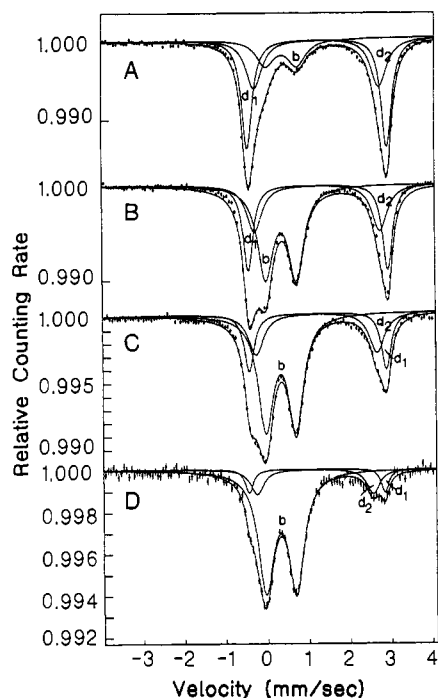 1.000
A
d₁
b
d₂
0.990
1.000
B
d₁
b
d₂
0.990
1.000
C
b
d₂
d₁
0.995
0.990
1.000
D
b
d₂
d₁
0.998
0.996
0.994
0.992
Relative Counting Rate
-3 -2 -1 0 1 2 3 4
Velocity (mm/sec)